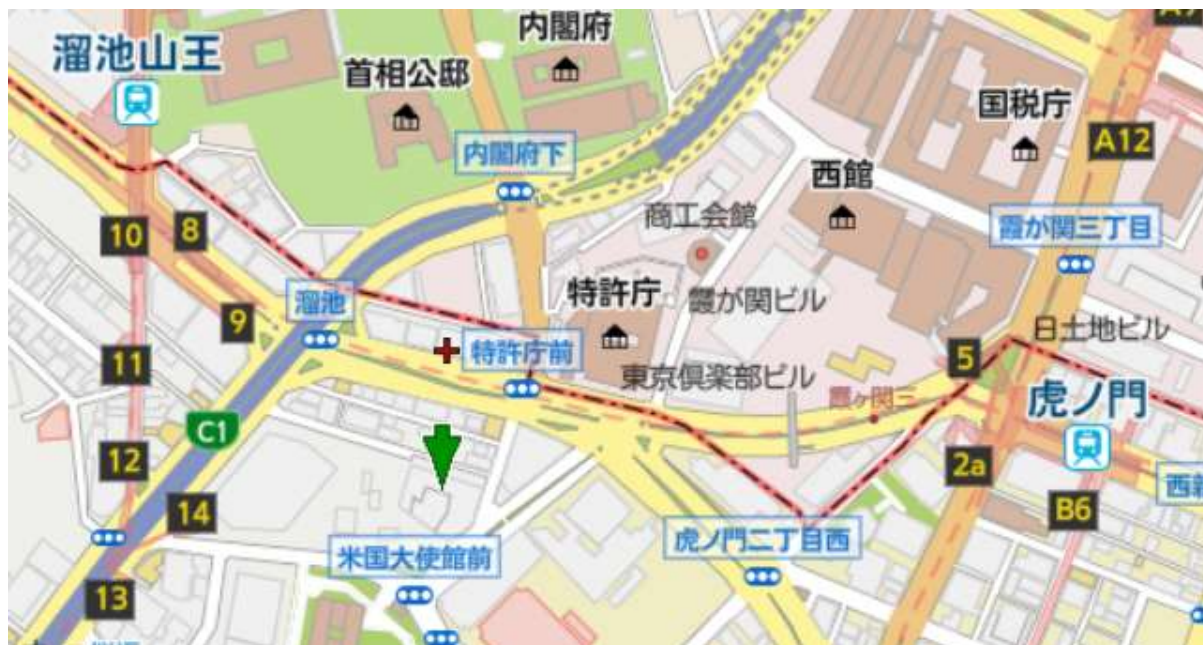 溜池山王
内閣府
首相公邸
国税庁
A12
内閣府下
西館
商工会館
霞が関三丁目
10
8
溜池
特許庁
霞が関ビル
9
特許庁前
日土地ビル
11
東京倶楽部ビル
5
霞ヶ関三
虎ノ門
C1
12
2a
14
B6
米国大使館前
虎ノ門二丁目西
13